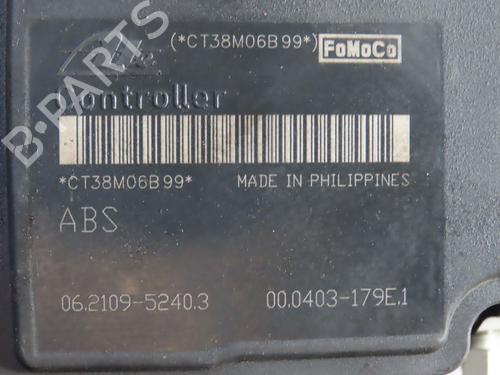 (*CT38M06B99*)
FoMoCo
Controller
*CT38M06B99*
MADE IN PHILIPPINES
ABS
06.2109-5240.3
00.0403-179E.1
B-PARTS